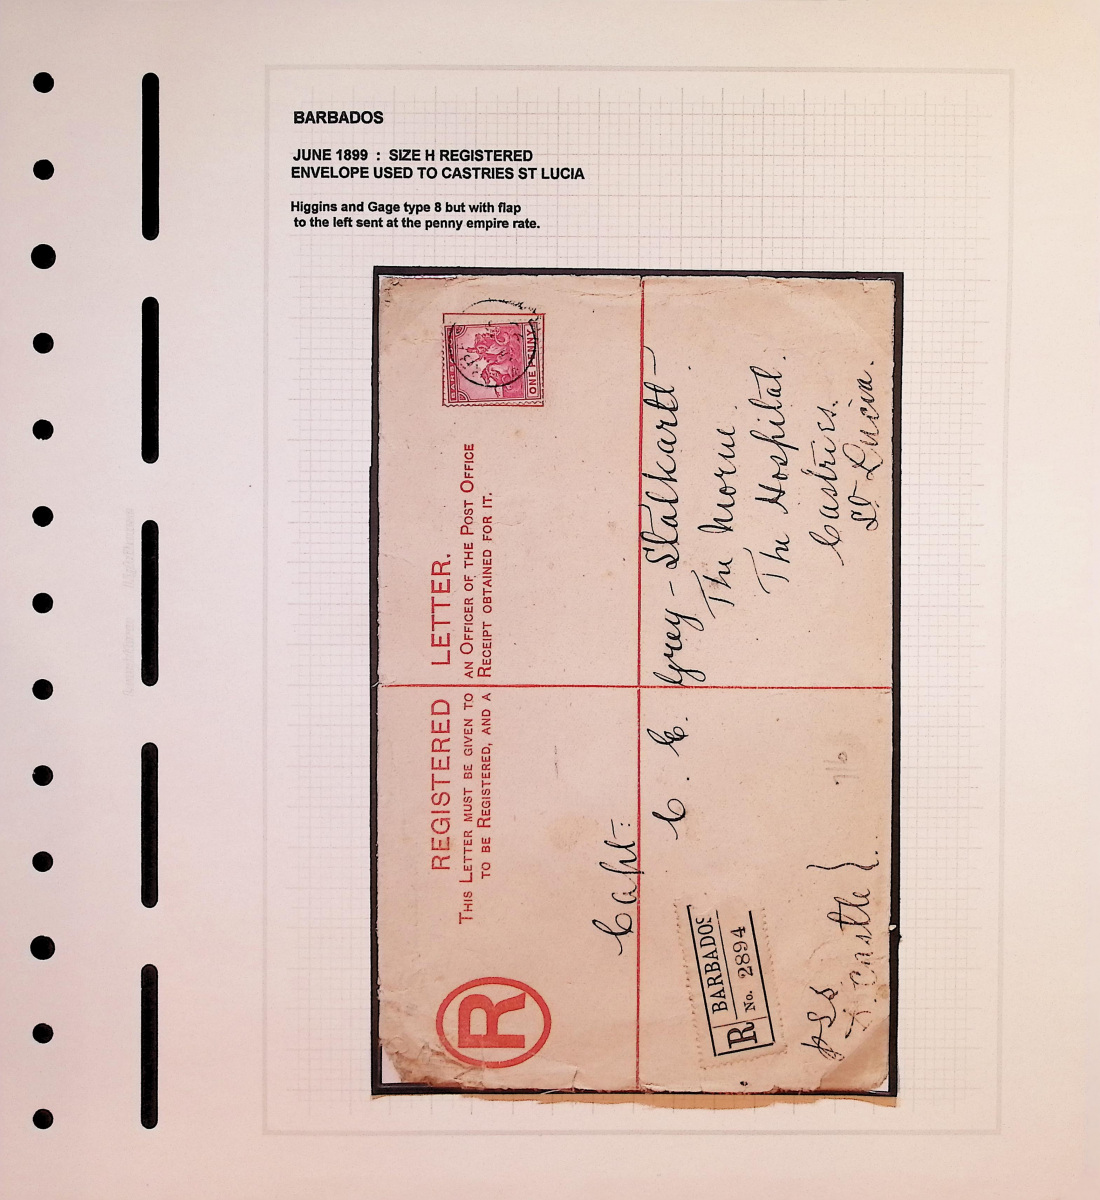 BARBADOS
JUNE 1899 : SIZE H REGISTERED
ENVELOPE USED TO CASTRIES ST LUCIA
Higgins and Gage type 8 but with flap
to the left sent at the penny empire rate.
REGISTERED LETTER.
THIS LETTER MUST BE GIVEN TO AN OFFICER OF THE POST OFFICE
TO BE REGISTERED, AND A RECEIPT OBTAINED FOR IT.
R
ONE PENNY
Capt:
C. C. Grey-Stalkartt
The Morne.
The Hospital.
Castries.
St Lucia.
R BARBADOS
No. 2894
Castle